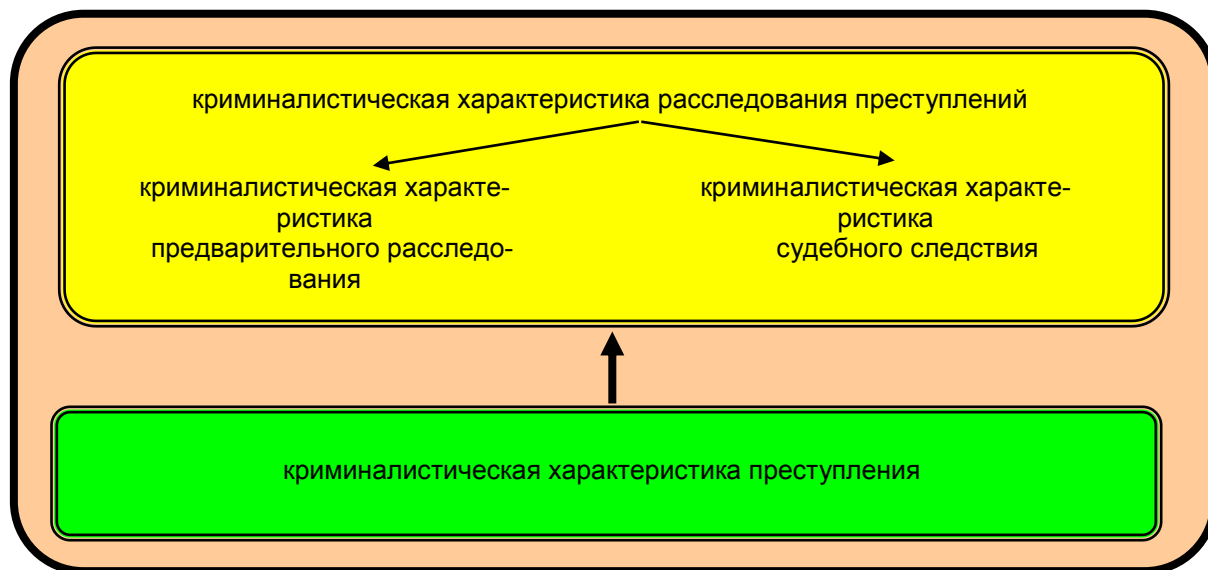 криминалистическая характеристика расследования преступлений
криминалистическая характе-
ристика
предварительного расследо-
вания
криминалистическая характе-
ристика
судебного следствия
криминалистическая характеристика преступления